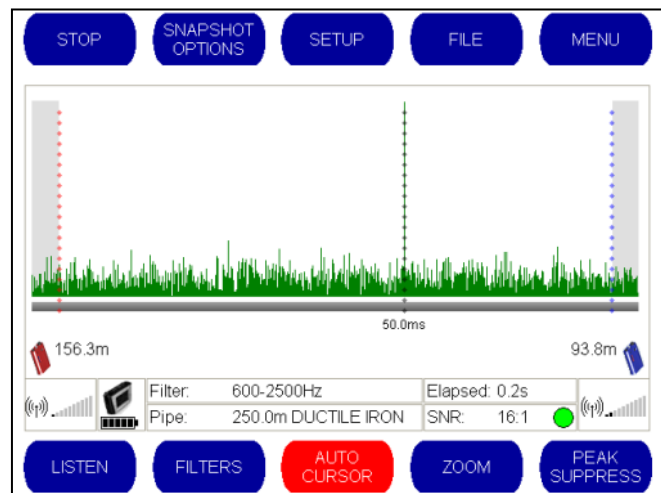 STOP
SNAPSHOT
OPTIONS
SETUP
FILE
MENU
50.0ms
156.3m
93.8m
Filter: 600-2500Hz Elapsed: 0.2s
Pipe: 250.0m DUCTILE IRON SNR: 16:1
LISTEN
FILTERS
AUTO
CURSOR
ZOOM
PEAK
SUPPRESS